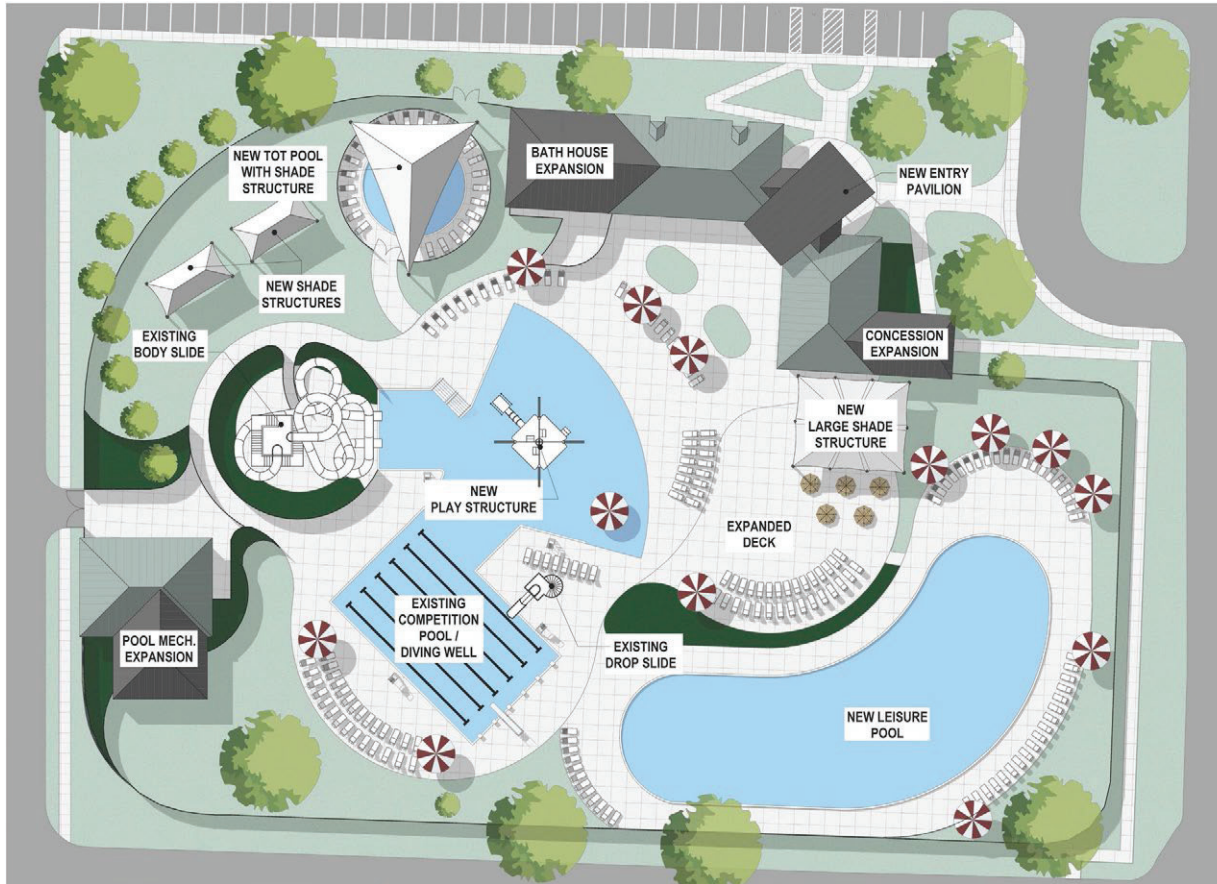 NEW TOT POOL
WITH SHADE
STRUCTURE
BATH HOUSE
EXPANSION
NEW ENTRY
PAVILION
NEW SHADE
STRUCTURES
EXISTING
BODY SLIDE
CONCESSION
EXPANSION
NEW
LARGE SHADE
STRUCTURE
NEW
PLAY STRUCTURE
EXPANDED
DECK
EXISTING
COMPETITION
POOL /
DIVING WELL
POOL MECH.
EXPANSION
EXISTING
DROP SLIDE
NEW LEISURE
POOL